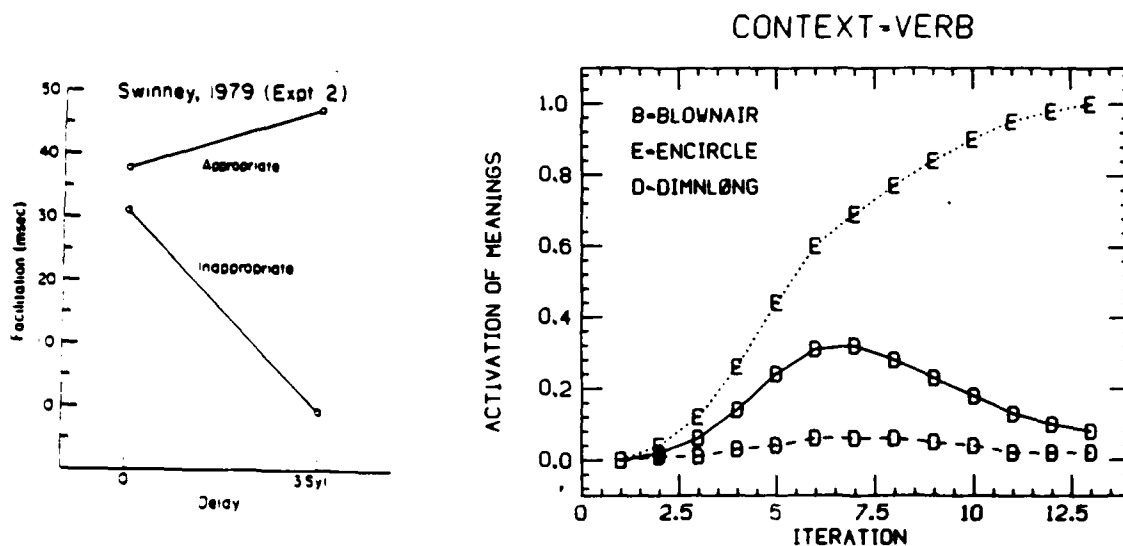 Swinney, 1979 (Expt 2)
50
40
30
20
0
0
Facilitation (msec)
Appropriate
Inappropriate
0
Delay
CONTEXT=VERB
B=BLOWNAIR
E=ENCIRCLE
D=DIMNLØNG
ACTIVATION OF MEANINGS
1.0
0.8
0.6
0.4
0.2
0.0
0
2.5
5
7.5
10
12.5
ITERATION